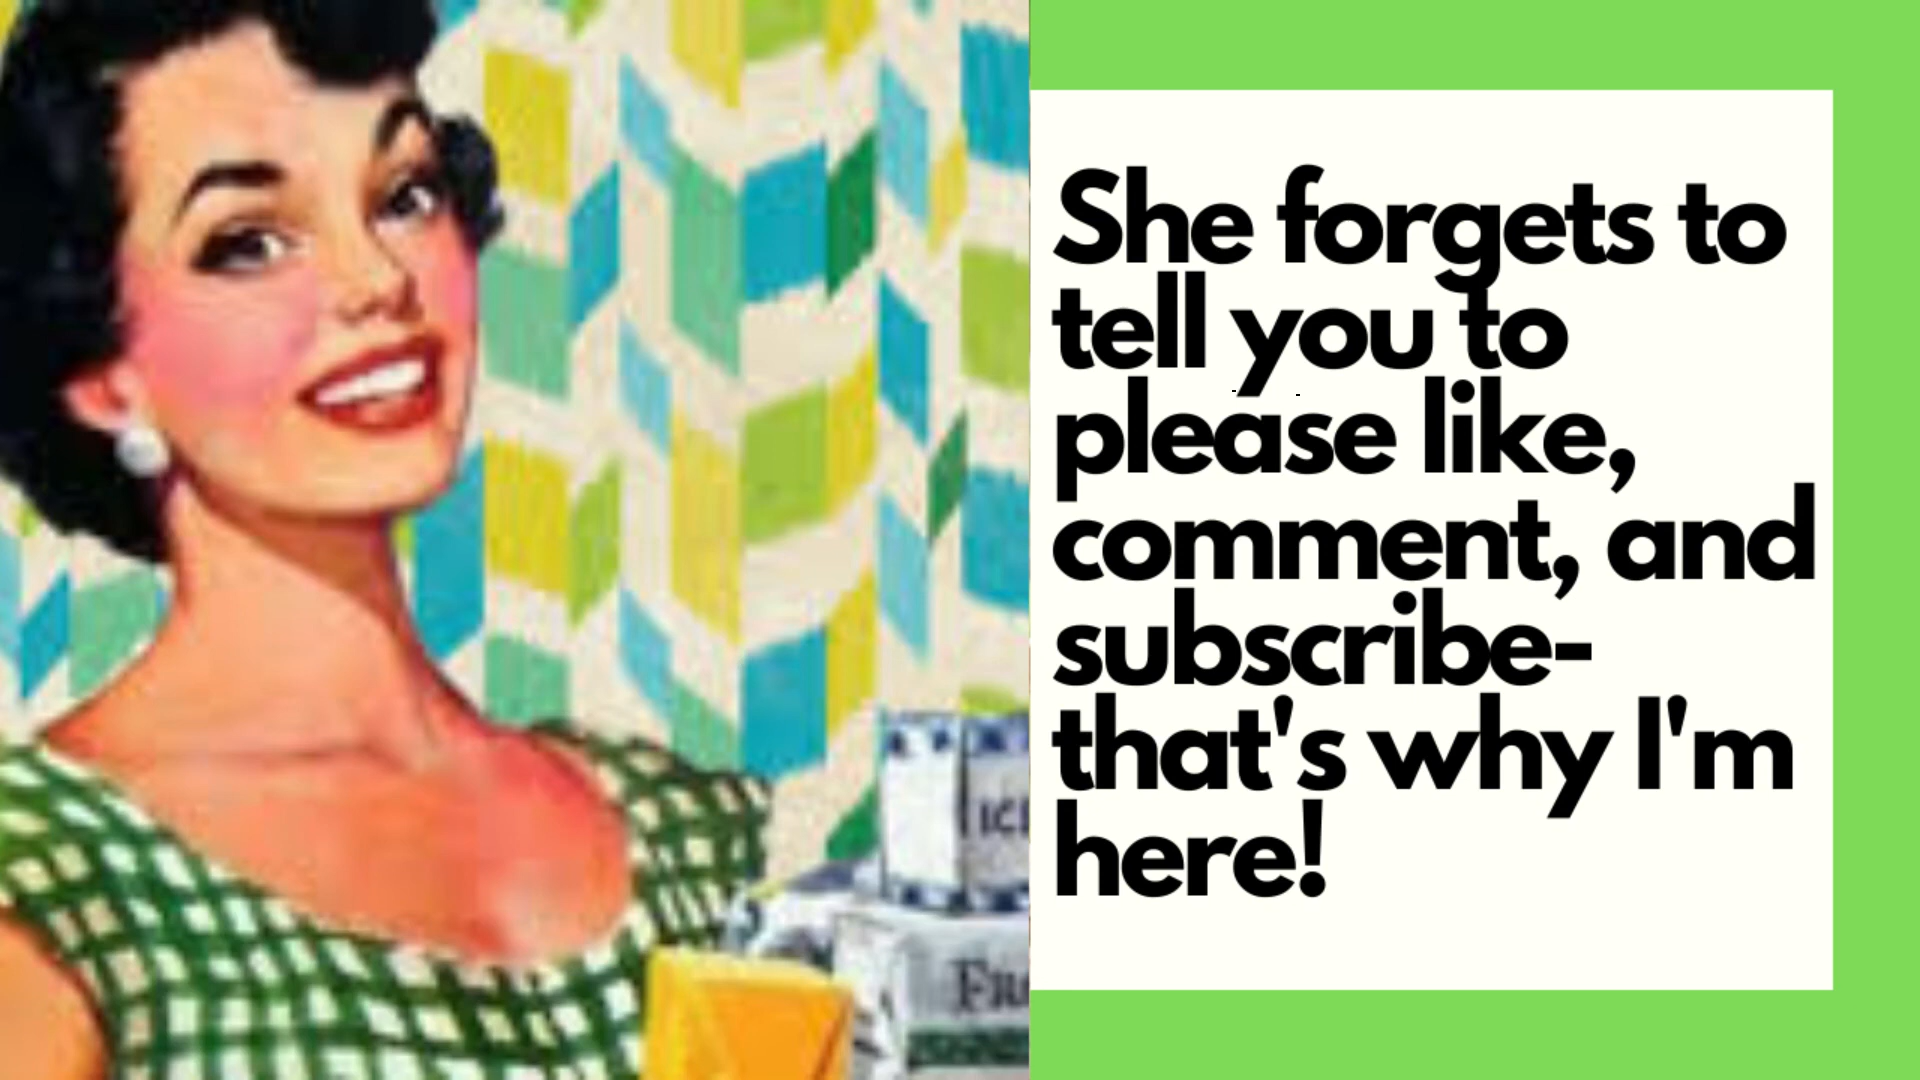 She forgets to
tell you to
please like,
comment, and
subscribe-
that's why I'm
here!